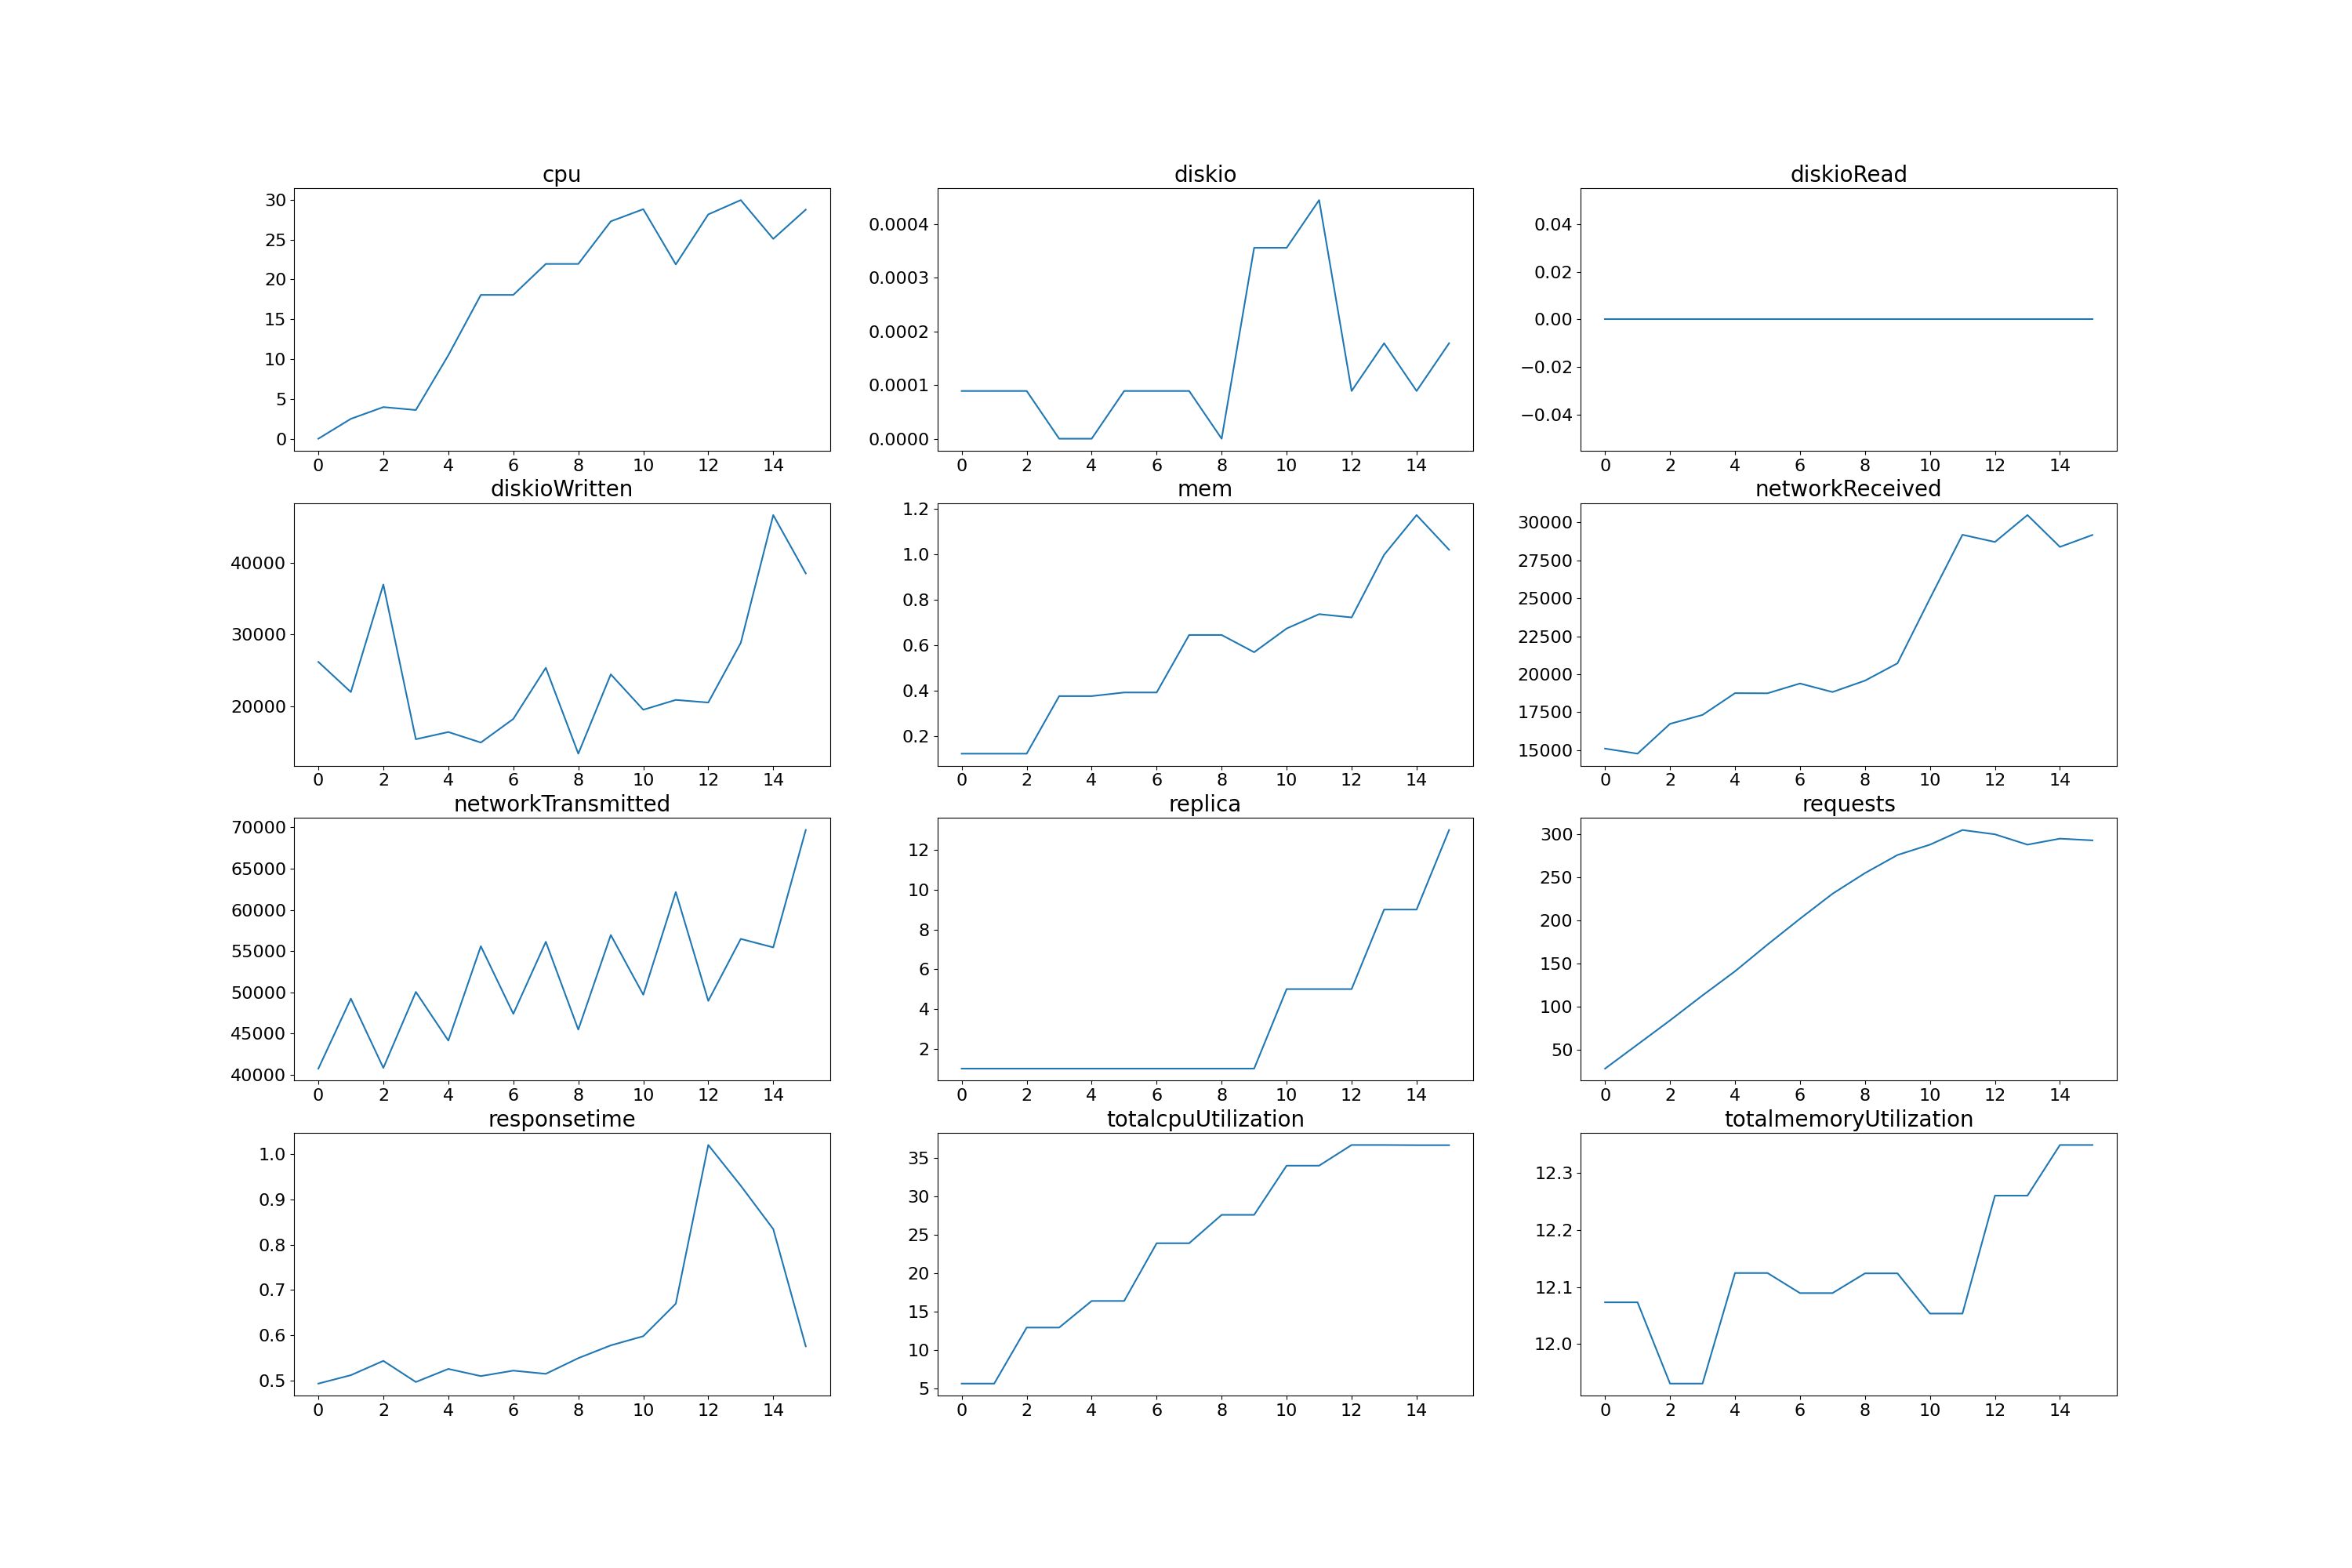 cpu
30
25
20
15
10
5
0
0 2 4 6 8 10 12 14
diskio
0.0004
0.0003
0.0002
0.0001
0.0000
0 2 4 6 8 10 12 14
diskioRead
0.04
0.02
0.00
−0.02
−0.04
0 2 4 6 8 10 12 14
diskioWritten
40000
30000
20000
0 2 4 6 8 10 12 14
mem
1.2
1.0
0.8
0.6
0.4
0.2
0 2 4 6 8 10 12 14
networkReceived
30000
27500
25000
22500
20000
17500
15000
0 2 4 6 8 10 12 14
networkTransmitted
70000
65000
60000
55000
50000
45000
40000
0 2 4 6 8 10 12 14
replica
12
10
8
6
4
2
0 2 4 6 8 10 12 14
requests
300
250
200
150
100
50
0 2 4 6 8 10 12 14
responsetime
1.0
0.9
0.8
0.7
0.6
0.5
0 2 4 6 8 10 12 14
totalcpuUtilization
35
30
25
20
15
10
5
0 2 4 6 8 10 12 14
totalmemoryUtilization
12.3
12.2
12.1
12.0
0 2 4 6 8 10 12 14